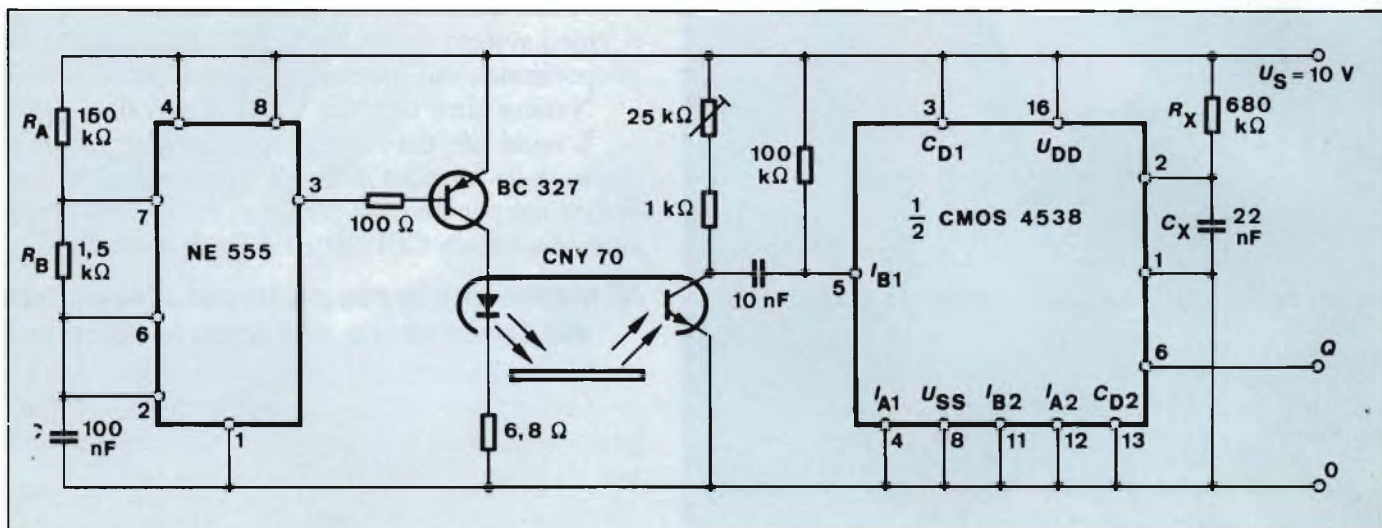 4
8
U_S = 10 V
R_A
150
kΩ
25 kΩ
3
16
R_X
680
kΩ
100
kΩ
C_D1
U_DD
3
BC 327
2
7
100 Ω
1 kΩ
1/2 CMOS 4538
C_X
22
nF
R_B
1,5
kΩ
NE 555
CNY 70
I_B1
1
5
10 nF
6
6
Q
2
I_A1
U_SS
I_B2
I_A2
C_D2
100
nF
1
6,8 Ω
4
8
11
12
13
0